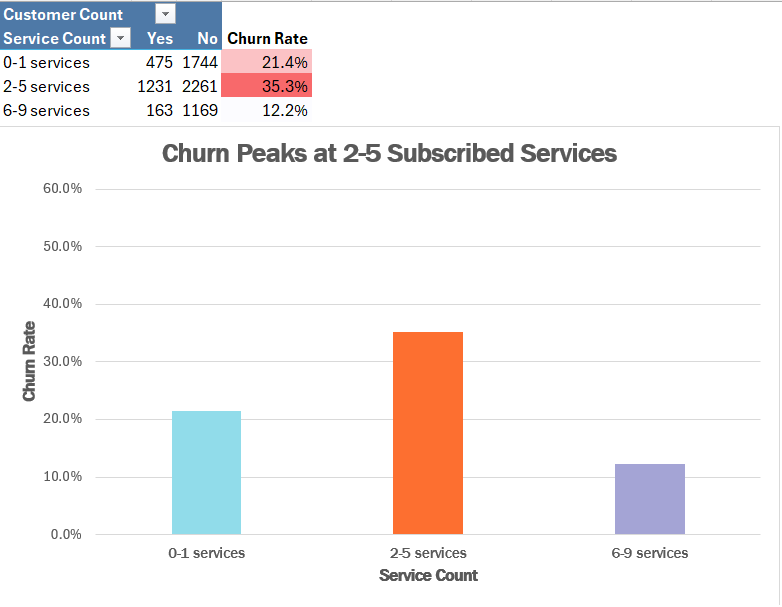 Customer Count
Service Count Yes No Churn Rate
0-1 services 475 1744 21.4%
2-5 services 1231 2261 35.3%
6-9 services 163 1169 12.2%
Churn Peaks at 2-5 Subscribed Services
60.0%
50.0%
40.0%
30.0%
20.0%
10.0%
0.0%
Churn Rate
0-1 services 2-5 services 6-9 services
Service Count